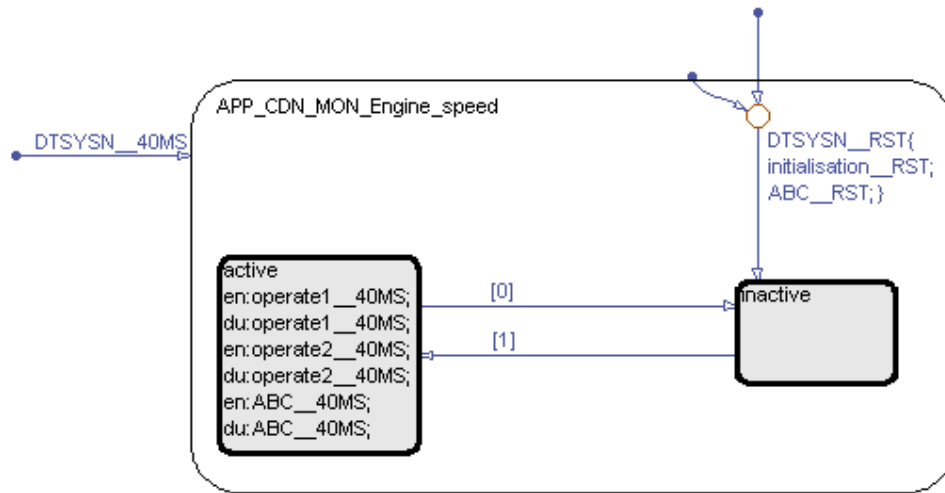 APP_CDN_MON_Engine_speed
DTSYSN__40MS
DTSYSN__RST{
initialisation__RST;
ABC__RST; }
active
en:operate1__40MS;
du:operate1__40MS;
en:operate2__40MS;
du:operate2__40MS;
en:ABC__40MS;
du:ABC__40MS;
[0]
[1]
inactive